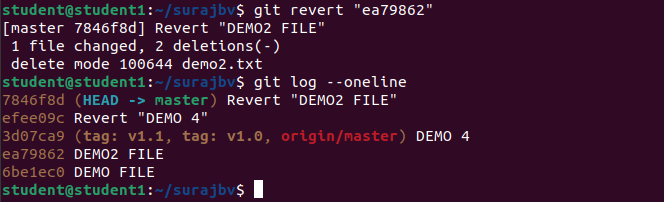 student@student1:~/surajbv$ git revert "ea79862"
[master 7846f8d] Revert "DEMO2 FILE"
 1 file changed, 2 deletions(-)
 delete mode 100644 demo2.txt
student@student1:~/surajbv$ git log --oneline
7846f8d (HEAD -> master) Revert "DEMO2 FILE"
efee09c Revert "DEMO 4"
3d07ca9 (tag: v1.1, tag: v1.0, origin/master) DEMO 4
ea79862 DEMO2 FILE
6be1ec0 DEMO FILE
student@student1:~/surajbv$